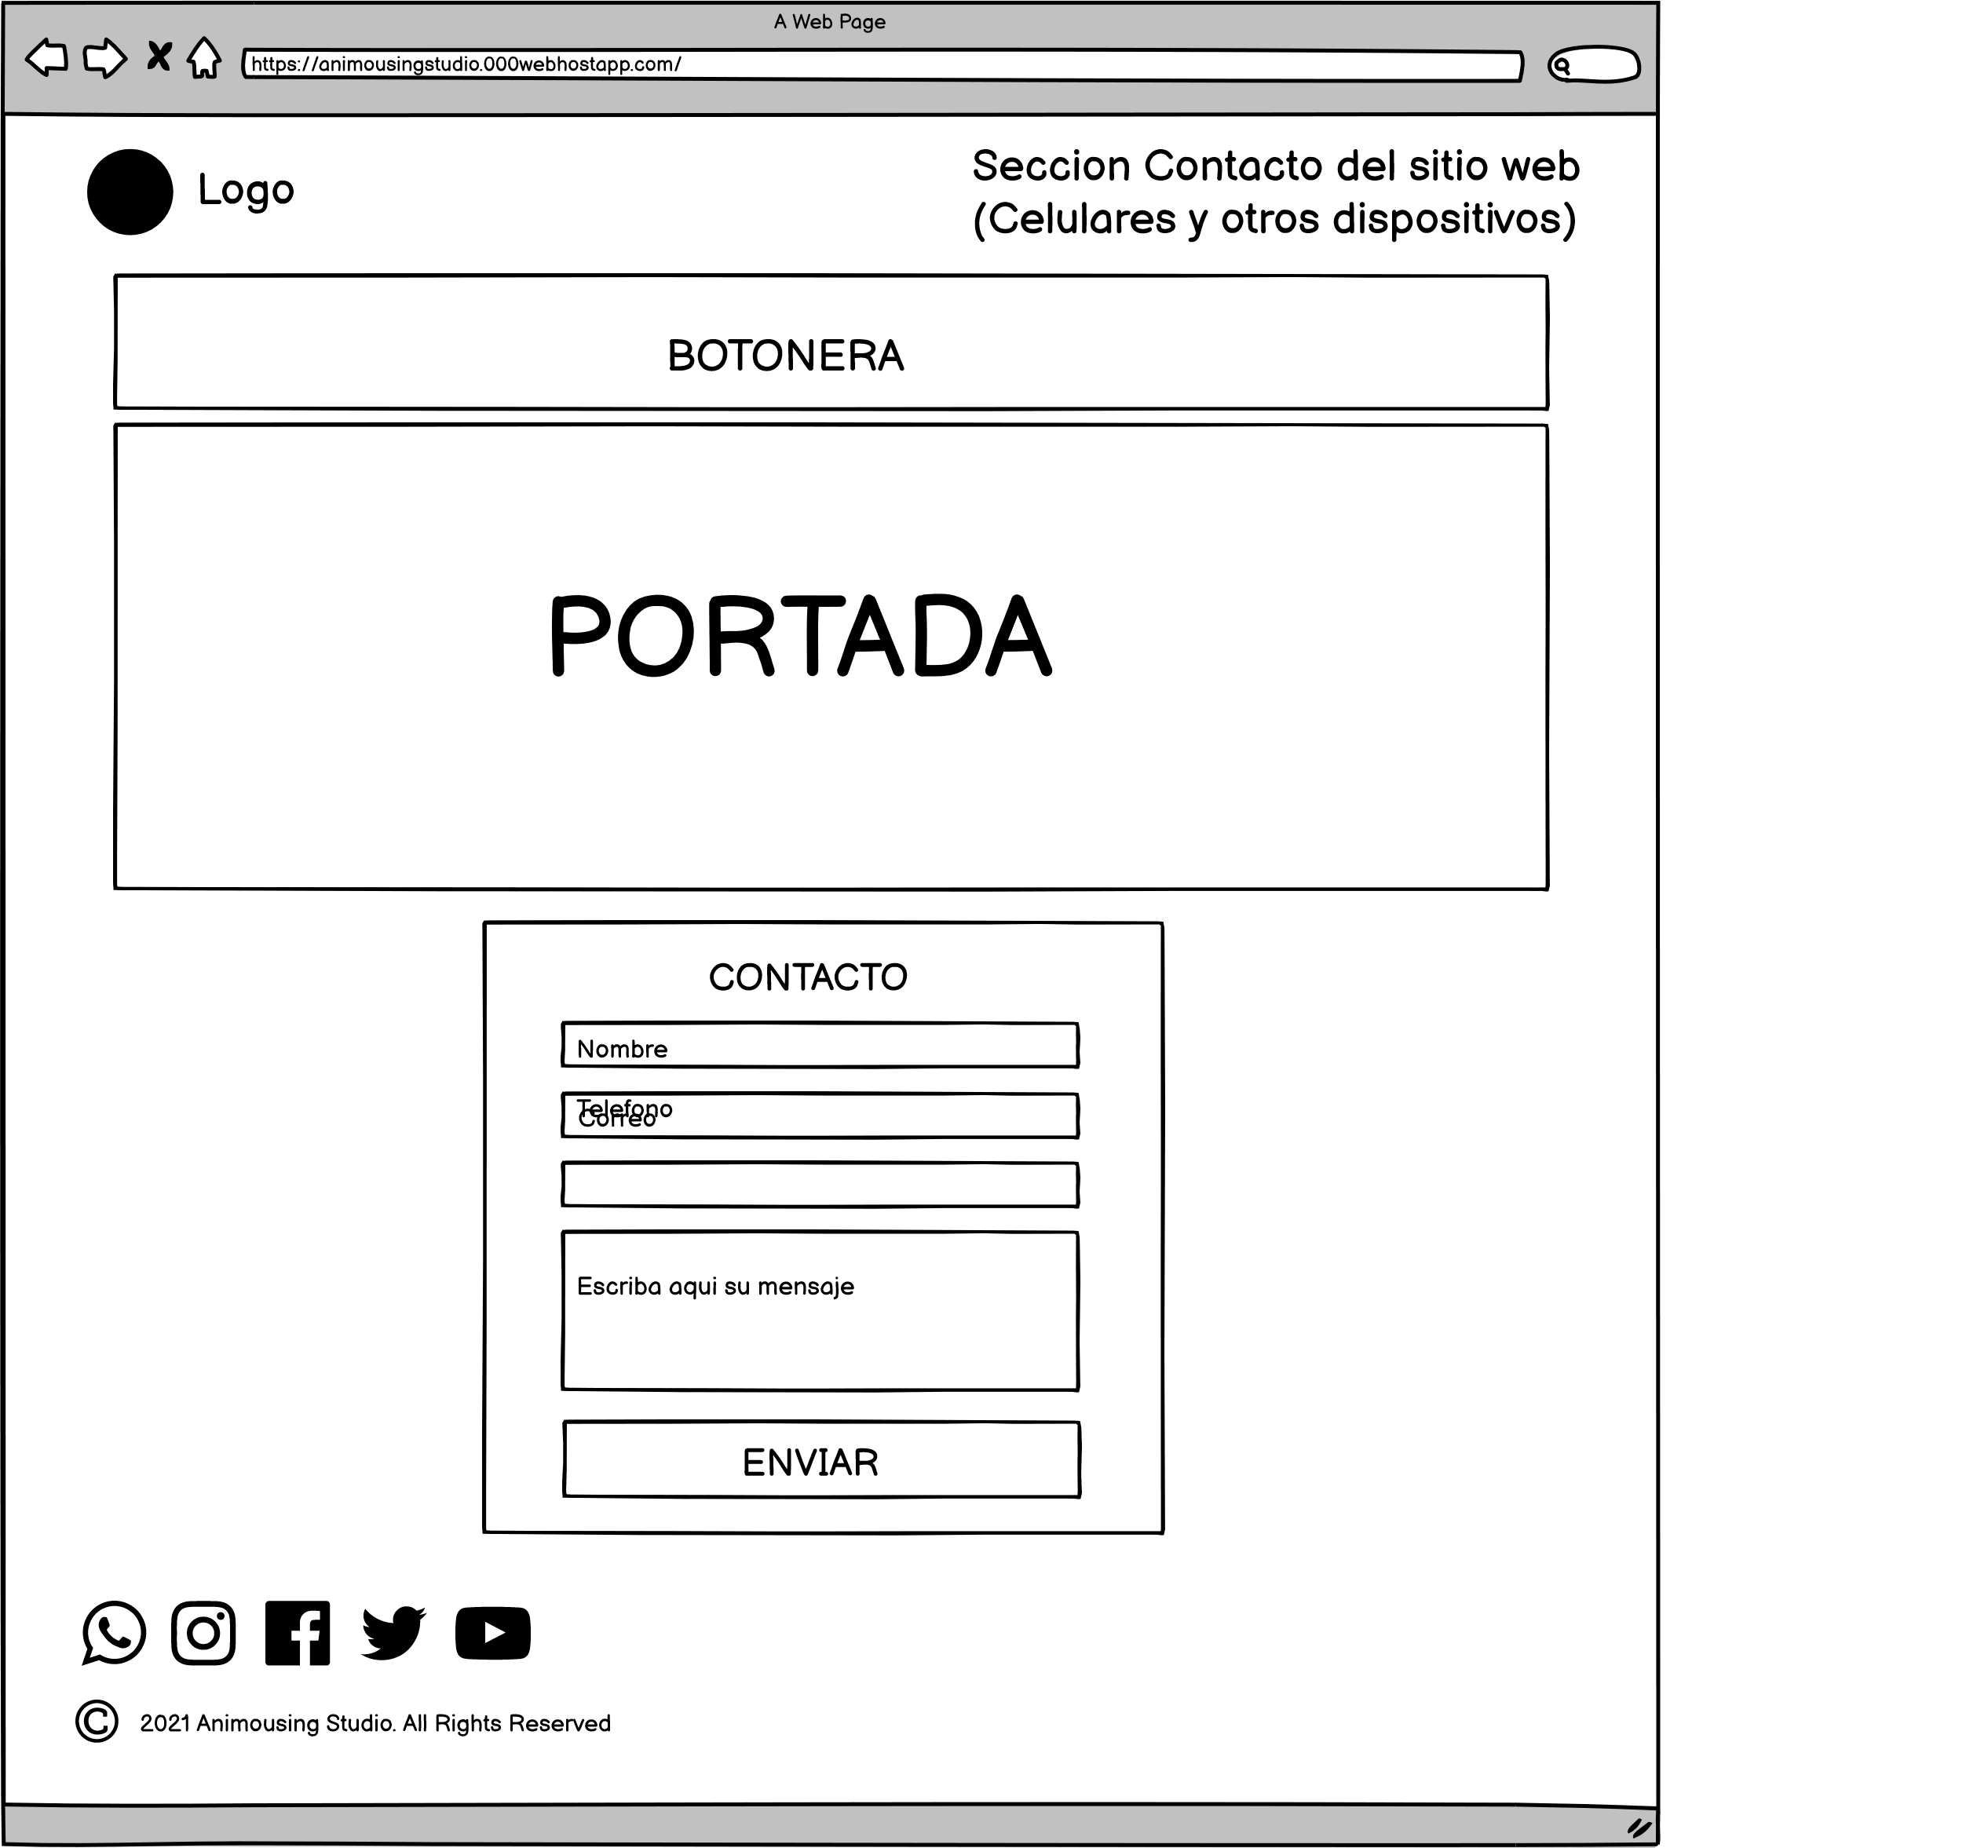 A Web Page
https://animousingstudio.000webhostapp.com/
Logo
Seccion Contacto del sitio web
(Celulares y otros dispositivos)
BOTONERA
PORTADA
CONTACTO
Nombre
Telefono
Correo
Escriba aqui su mensaje
ENVIAR
© 2021 Animousing Studio. All Rights Reserved